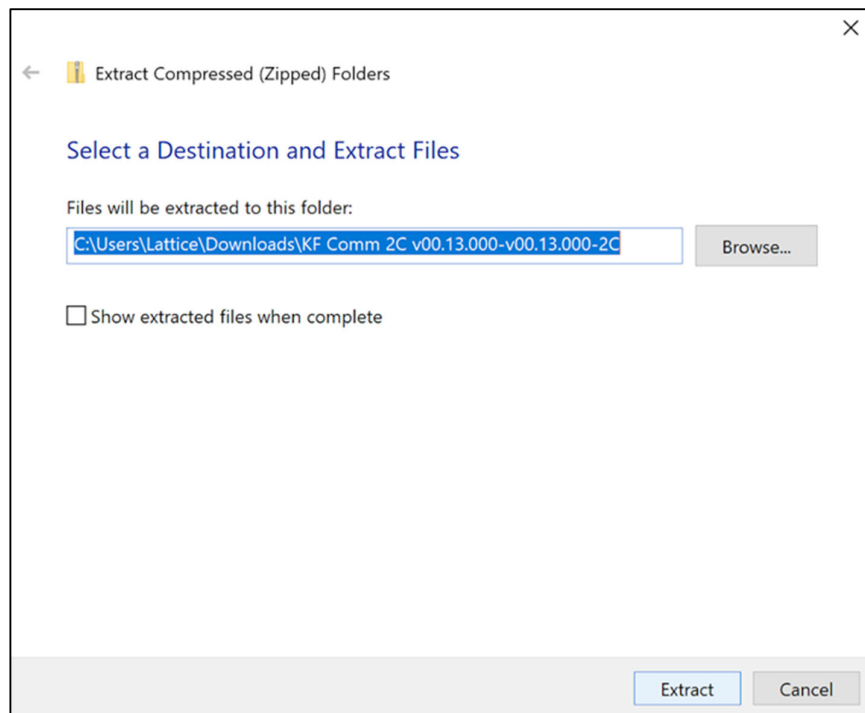 Extract Compressed (Zipped) Folders
Select a Destination and Extract Files
Files will be extracted to this folder:
C:\Users\Lattice\Downloads\KF Comm 2C v00.13.000-v00.13.000-2C
Browse...
Show extracted files when complete
Extract
Cancel